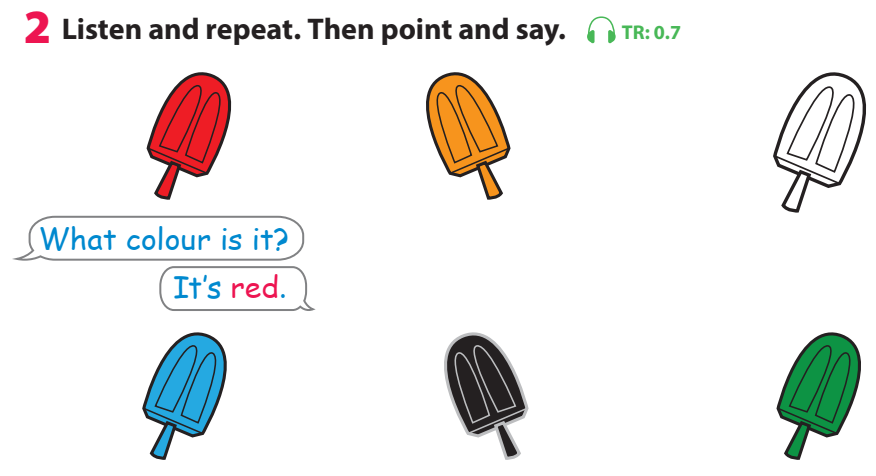 2 Listen and repeat. Then point and say. TR: 0.7
What colour is it?
It's red.